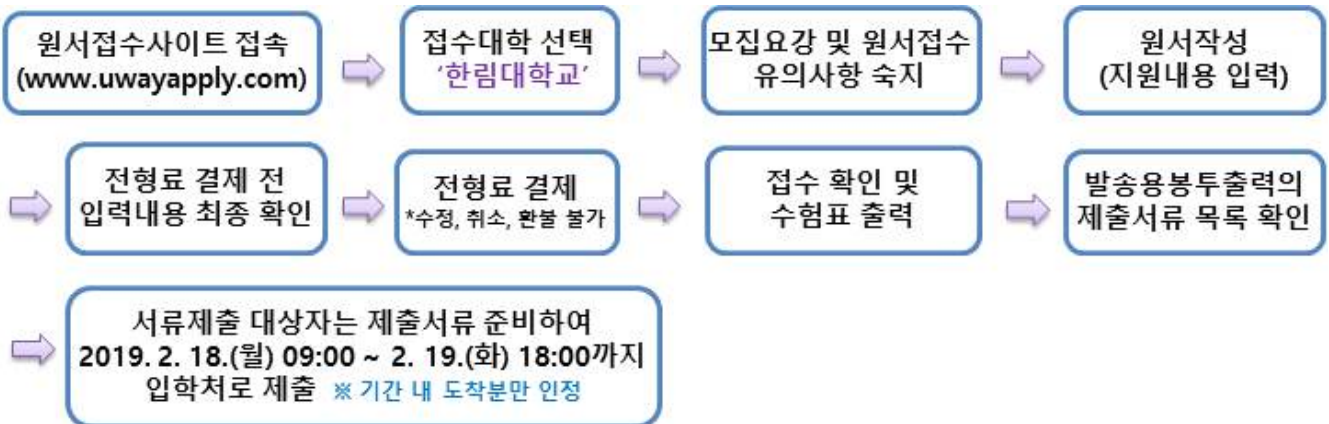 원서접수사이트 접속
(www.uwayapply.com)
접수대학 선택
‘한림대학교’
모집요강 및 원서접수
유의사항 숙지
원서작성
(지원내용 입력)
전형료 결제 전
입력내용 최종 확인
전형료 결제
*수정, 취소, 환불 불가
접수 확인 및
수험표 출력
발송용봉투출력의
제출서류 목록 확인
서류제출 대상자는 제출서류 준비하여
2019. 2. 18.(월) 09:00 ~ 2. 19.(화) 18:00까지
입학처로 제출 ※ 기간 내 도착분만 인정